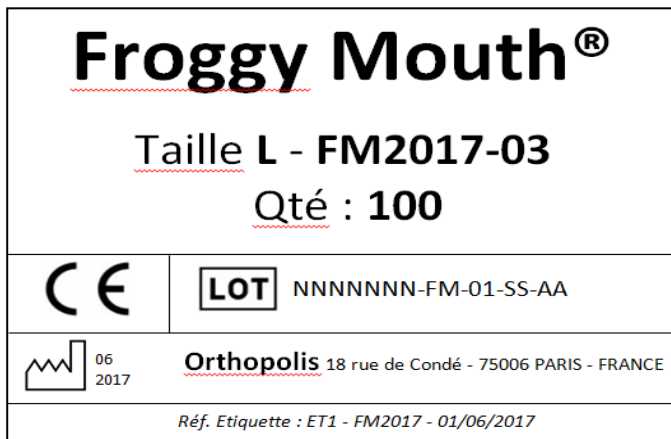 Froggy Mouth®
Taille L - FM2017-03
Qté : 100
CE
LOT NNNNNNN-FM-01-SS-AA
06
2017
Orthopolis 18 rue de Condé - 75006 PARIS - FRANCE
Réf. Etiquette : ET1 - FM2017 - 01/06/2017